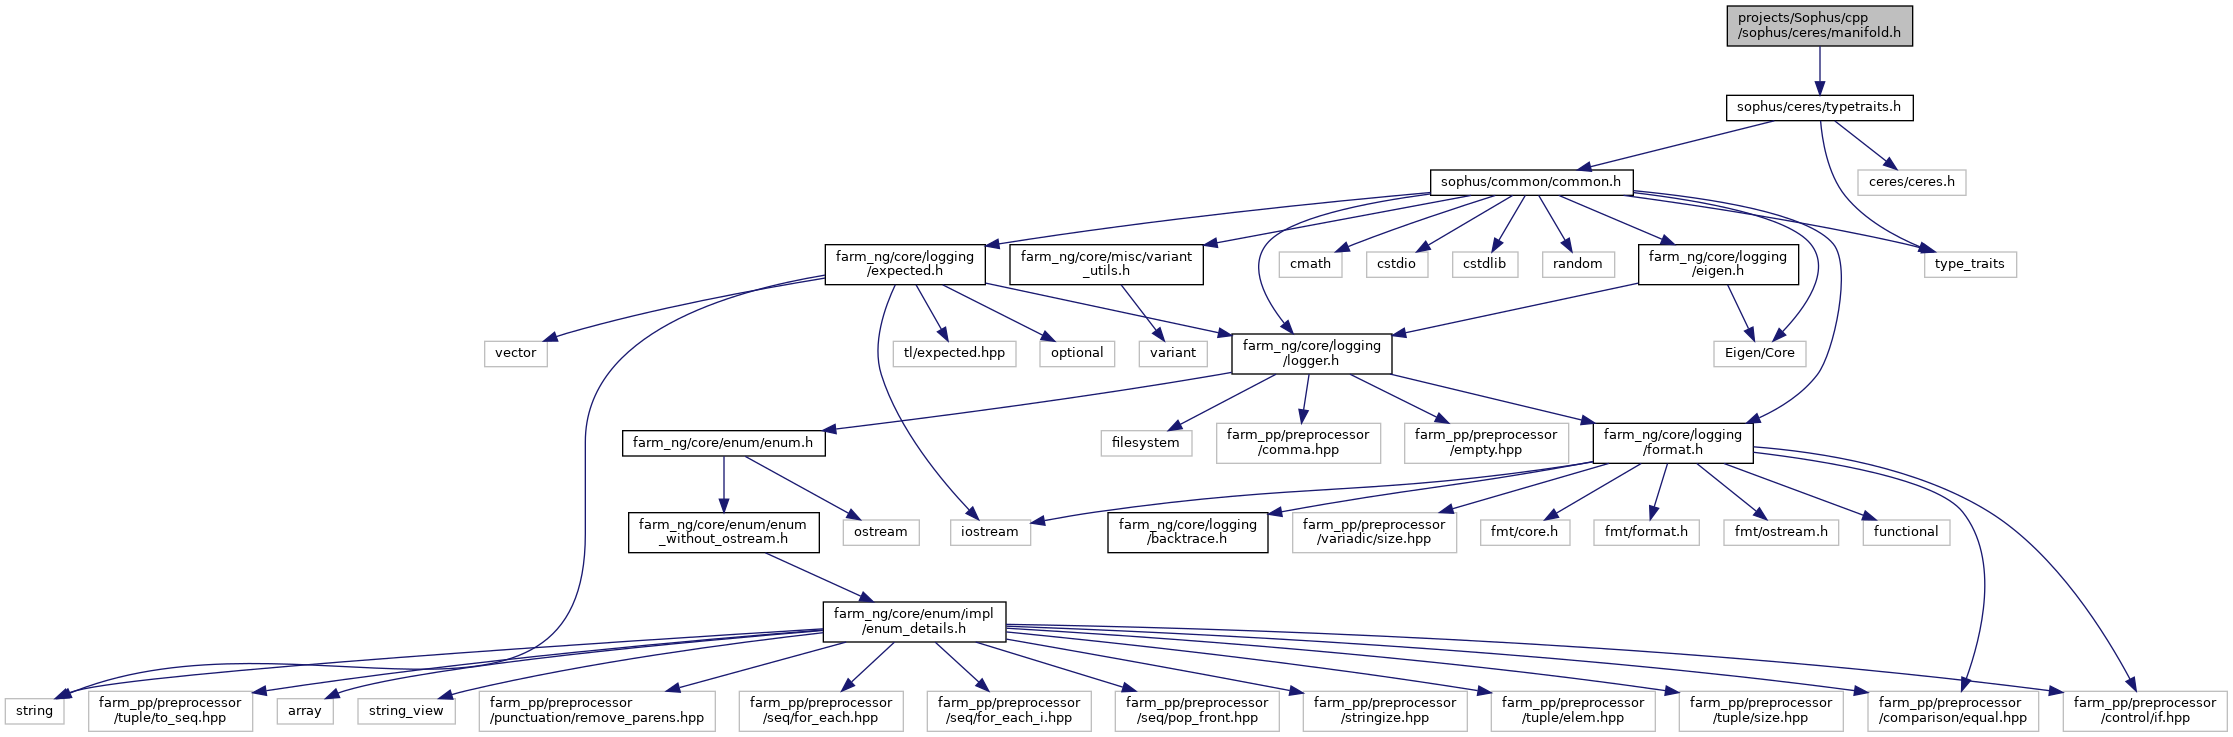 projects/Sophus/cpp
/sophus/ceres/manifold.h
sophus/ceres/typetraits.h
sophus/common/common.h
ceres/ceres.h
farm_ng/core/logging
/expected.h
farm_ng/core/misc/variant
_utils.h
cmath
cstdio
cstdlib
random
farm_ng/core/logging
/eigen.h
type_traits
vector
tl/expected.hpp
optional
variant
farm_ng/core/logging
/logger.h
Eigen/Core
farm_ng/core/enum/enum.h
filesystem
farm_pp/preprocessor
/comma.hpp
farm_pp/preprocessor
/empty.hpp
farm_ng/core/logging
/format.h
farm_ng/core/enum/enum
_without_ostream.h
ostream
iostream
farm_ng/core/logging
/backtrace.h
farm_pp/preprocessor
/variadic/size.hpp
fmt/core.h
fmt/format.h
fmt/ostream.h
functional
farm_ng/core/enum/impl
/enum_details.h
string
farm_pp/preprocessor
/tuple/to_seq.hpp
array
string_view
farm_pp/preprocessor
/punctuation/remove_parens.hpp
farm_pp/preprocessor
/seq/for_each.hpp
farm_pp/preprocessor
/seq/for_each_i.hpp
farm_pp/preprocessor
/seq/pop_front.hpp
farm_pp/preprocessor
/stringize.hpp
farm_pp/preprocessor
/tuple/elem.hpp
farm_pp/preprocessor
/tuple/size.hpp
farm_pp/preprocessor
/comparison/equal.hpp
farm_pp/preprocessor
/control/if.hpp